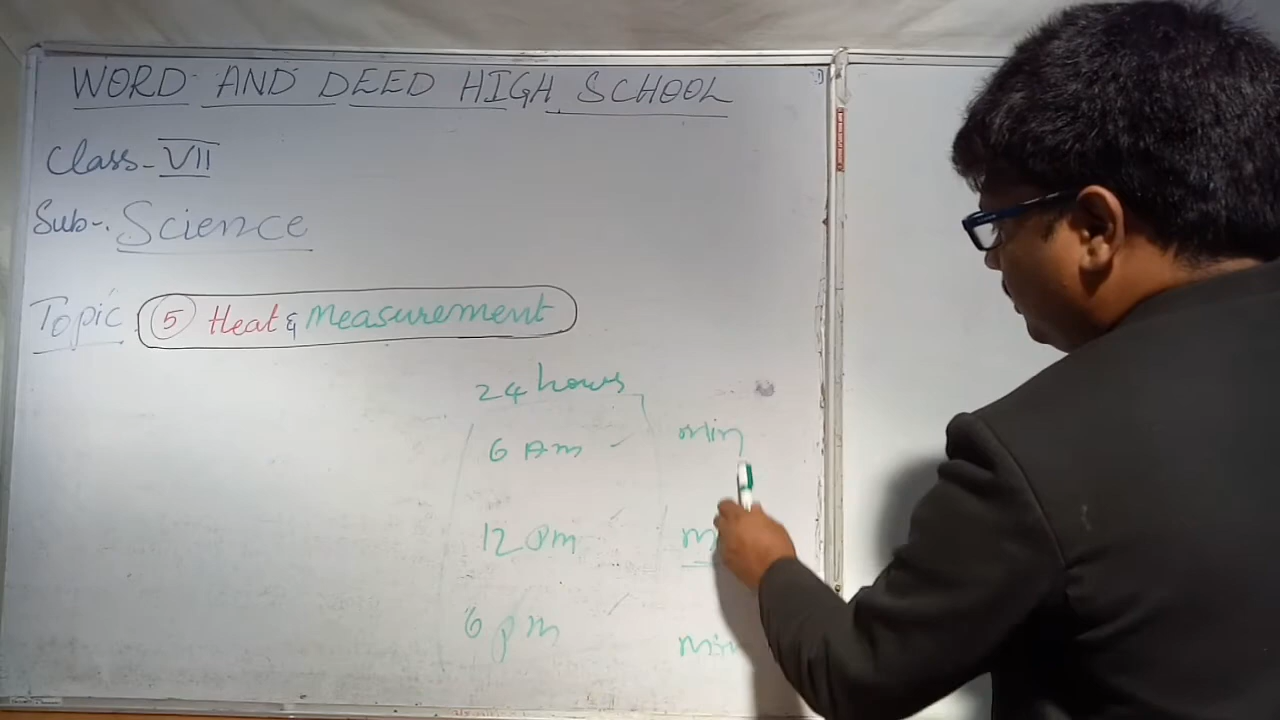 WORD AND DEED HIGH SCHOOL
Class - VII
Sub-. Science
Topic. 5 Heat & Measurement
24 hours
6 Am min
12 pm
6 pm